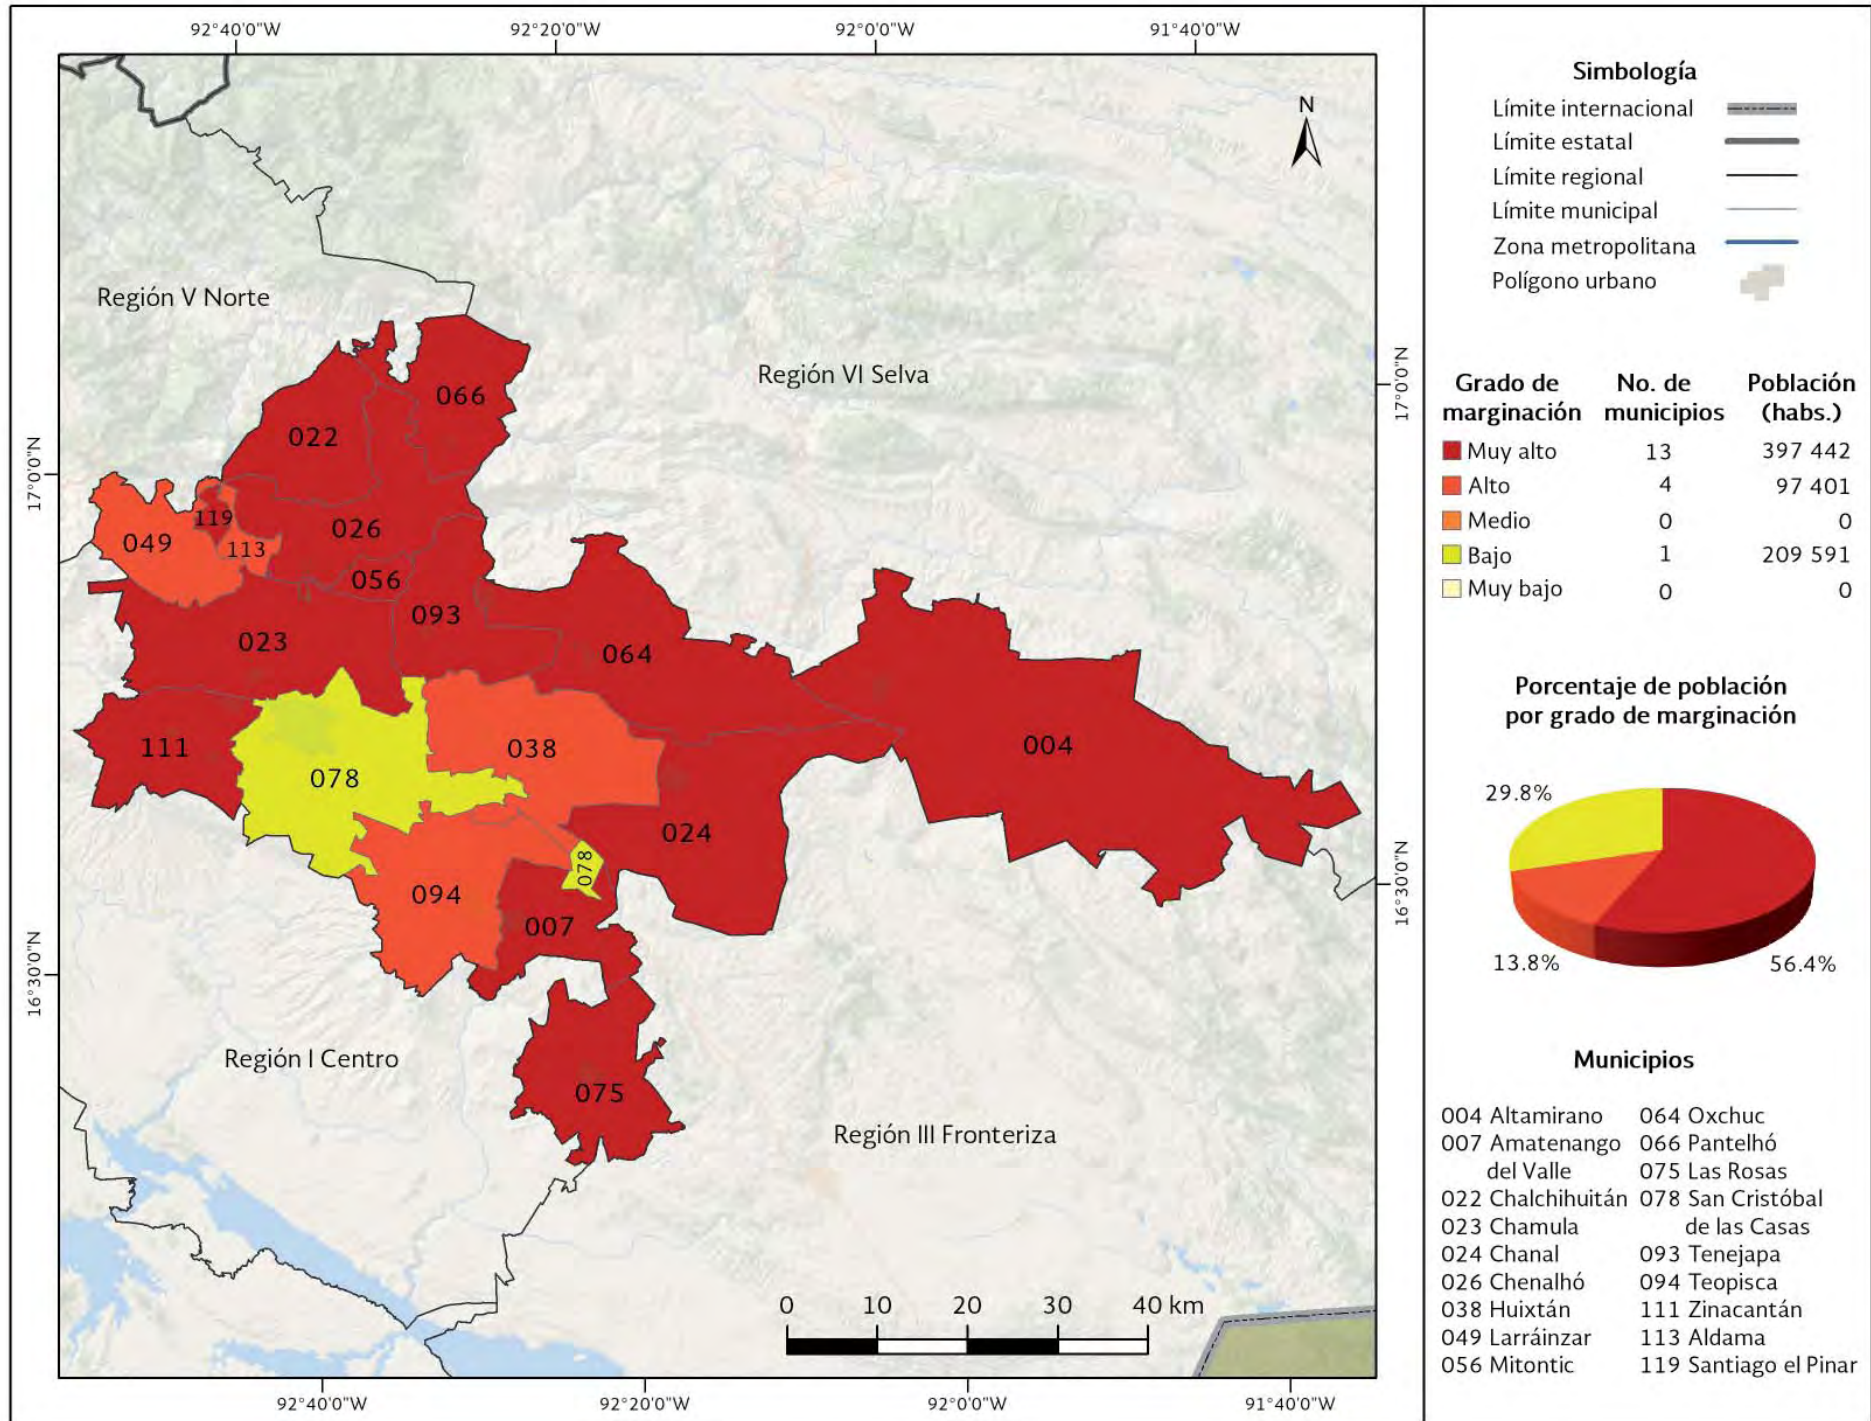 92°40'0"W 92°20'0"W 92°0'0"W 91°40'0"W
N
17°0'0"N
17°0'0"N
16°30'0"N
16°30'0"N
Región V Norte
Región VI Selva
066
022
119
049
113
026
056
093
023
064
111
038
004
078
024
078
094
007
075
Región I Centro
Región III Fronteriza
0 10 20 30 40 km
92°40'0"W 92°20'0"W 92°0'0"W 91°40'0"W
Simbología
Límite internacional
Límite estatal
Límite regional
Límite municipal
Zona metropolitana
Polígono urbano
Grado de No. de Población
marginación municipios (habs.)
Muy alto 13 397 442
Alto 4 97 401
Medio 0 0
Bajo 1 209 591
Muy bajo 0 0
Porcentaje de población
por grado de marginación
29.8%
13.8% 56.4%
Municipios
004 Altamirano 064 Oxchuc
007 Amatenango 066 Pantelhó
del Valle 075 Las Rosas
022 Chalchihuitán 078 San Cristóbal
023 Chamula de las Casas
024 Chanal 093 Tenejapa
026 Chenalhó 094 Teopisca
038 Huixtán 111 Zinacantán
049 Larráinzar 113 Aldama
056 Mitontic 119 Santiago el Pinar